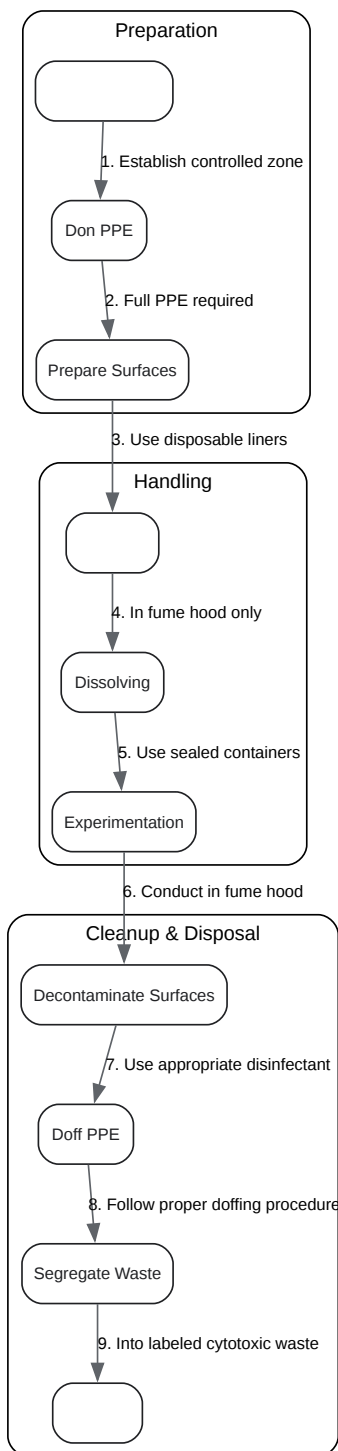 Preparation
1. Establish controlled zone
Don PPE
2. Full PPE required
Prepare Surfaces
3. Use disposable liners
Handling
4. In fume hood only
Dissolving
5. Use sealed containers
Experimentation
6. Conduct in fume hood
Cleanup & Disposal
Decontaminate Surfaces
7. Use appropriate disinfectant
Doff PPE
8. Follow proper doffing procedure
Segregate Waste
9. Into labeled cytotoxic waste